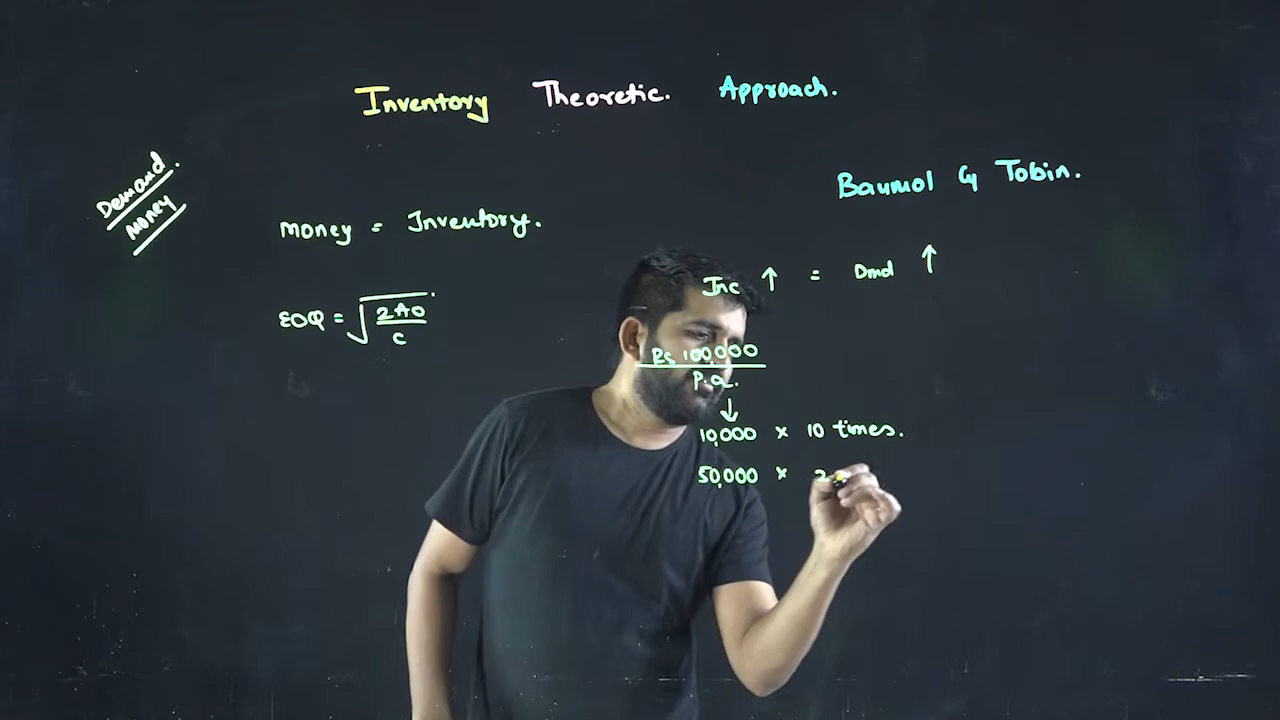 Inventory Theoretic. Approach.
Demand.
Money
Baumol & Tobin.
Money = Inventory.
Inc ↑ = Dmd ↑
EOQ = √2AO/C
Rs 100,000
P.a.
↓
10,000 × 10 times.
50,000 × 2